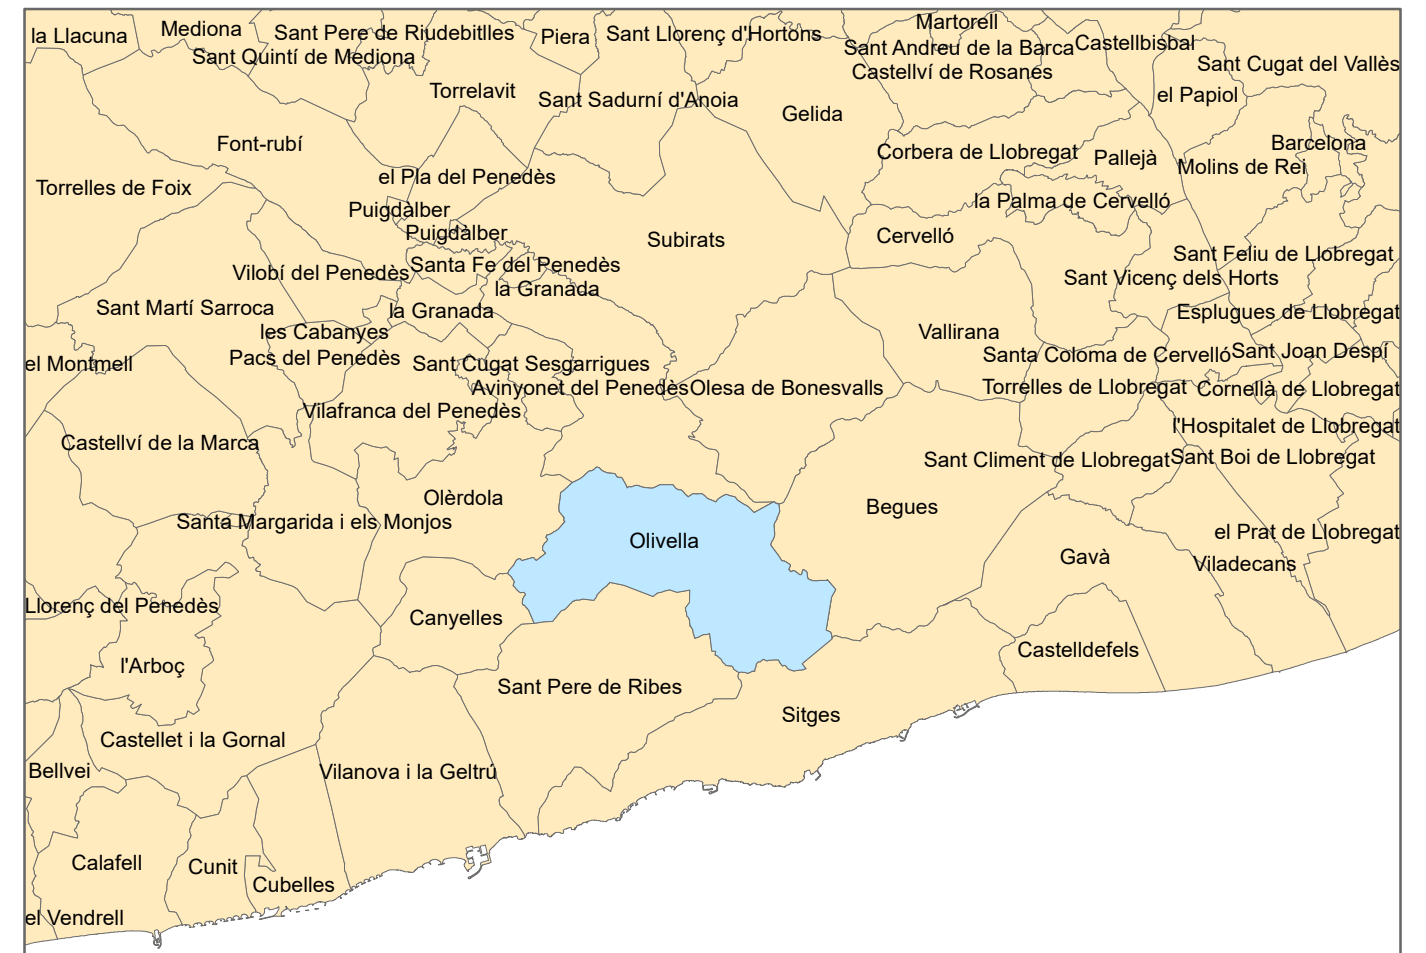 la Llacuna
Mediona
Sant Pere de Riudebitlles
Piera
Sant Llorenç d'Hortons
Martorell
Sant Quintí de Mediona
Sant Andreu de la Barca
Castellbisbal
Castellví de Rosanes
Sant Cugat del Vallès
Torrelavit
Sant Sadurní d'Anoia
Gelida
el Papiol
Font-rubí
Corbera de Llobregat
Pallejà
Barcelona
Molins de Rei
Torrelles de Foix
el Pla del Penedès
la Palma de Cervelló
Puigdàlber
Puigdàlber
Subirats
Cervelló
Sant Feliu de Llobregat
Vilobí del Penedès
Santa Fe del Penedès
Sant Vicenç dels Horts
la Granada
Sant Martí Sarroca
la Granada
Esplugues de Llobregat
les Cabanyes
Vallirana
Pacs del Penedès
Santa Coloma de Cervelló
Sant Joan Despí
el Montmell
Sant Cugat Sesgarrigues
Avinyonet del Penedès
Olesa de Bonesvalls
Torrelles de Llobregat
Cornellà de Llobregat
Vilafranca del Penedès
l'Hospitalet de Llobregat
Castellví de la Marca
Sant Climent de Llobregat
Sant Boi de Llobregat
Olèrdola
Begues
Santa Margarida i els Monjos
el Prat de Llobregat
Olivella
Gavà
Viladecans
Llorenç del Penedès
Canyelles
l'Arboç
Castelldefels
Sant Pere de Ribes
Sitges
Castellet i la Gornal
Bellvei
Vilanova i la Geltrú
Calafell
Cunit
Cubelles
el Vendrell